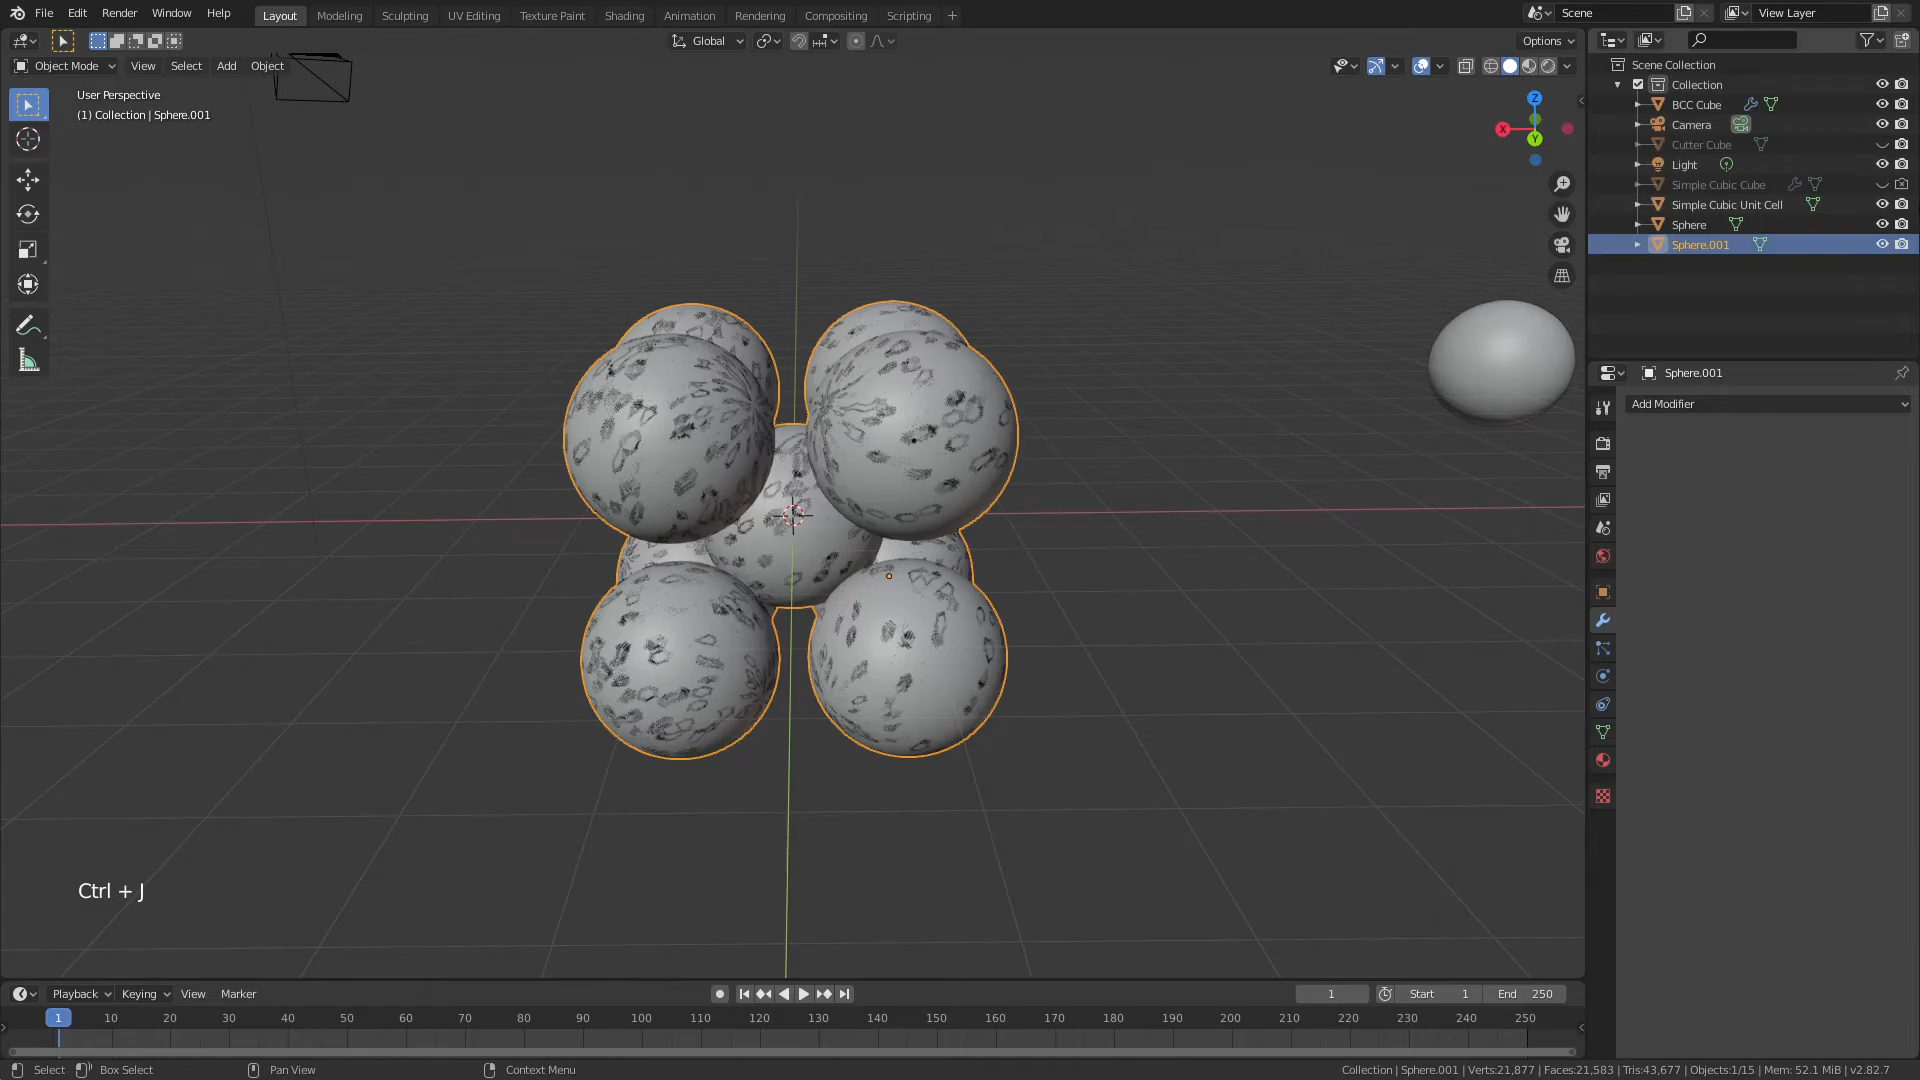 File Edit Render Window Help
Layout Modeling Sculpting UV Editing Texture Paint Shading Animation Rendering Compositing Scripting +
Scene
View Layer
Global
Options
Object Mode View Select Add Object
User Perspective
(1) Collection | Sphere.001
Z
X
Y
Scene Collection
Collection
BCC Cube
Camera
Cutter Cube
Light
Simple Cubic Cube
Simple Cubic Unit Cell
Sphere
Sphere.001
Sphere.001
Add Modifier
Ctrl + J
Playback Keying View Marker
1
Start 1
End 250
1 10 20 30 40 50 60 70 80 90 100 110 120 130 140 150 160 170 180 190 200 210 220 230 240 250
Select Box Select Pan View Context Menu
Collection | Sphere.001 | Verts:21,877 | Faces:21,583 | Tris:43,677 | Objects:1/15 | Mem: 52.1 MiB | v2.82.7